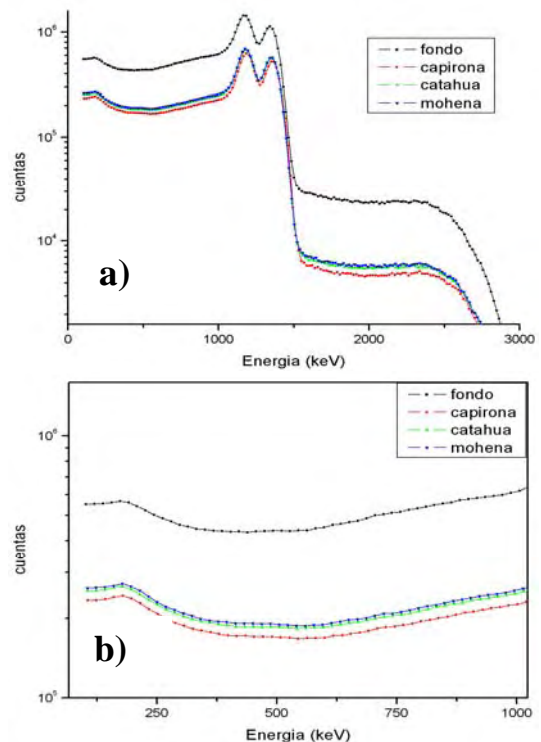 10⁶
10⁵
10⁴
cuentas
fondo
capirona
catahua
mohena
a)
0
1000
2000
3000
Energia (keV)
10⁶
10⁵
cuentas
fondo
capirona
catahua
mohena
b)
250
500
750
1000
Energia (keV)